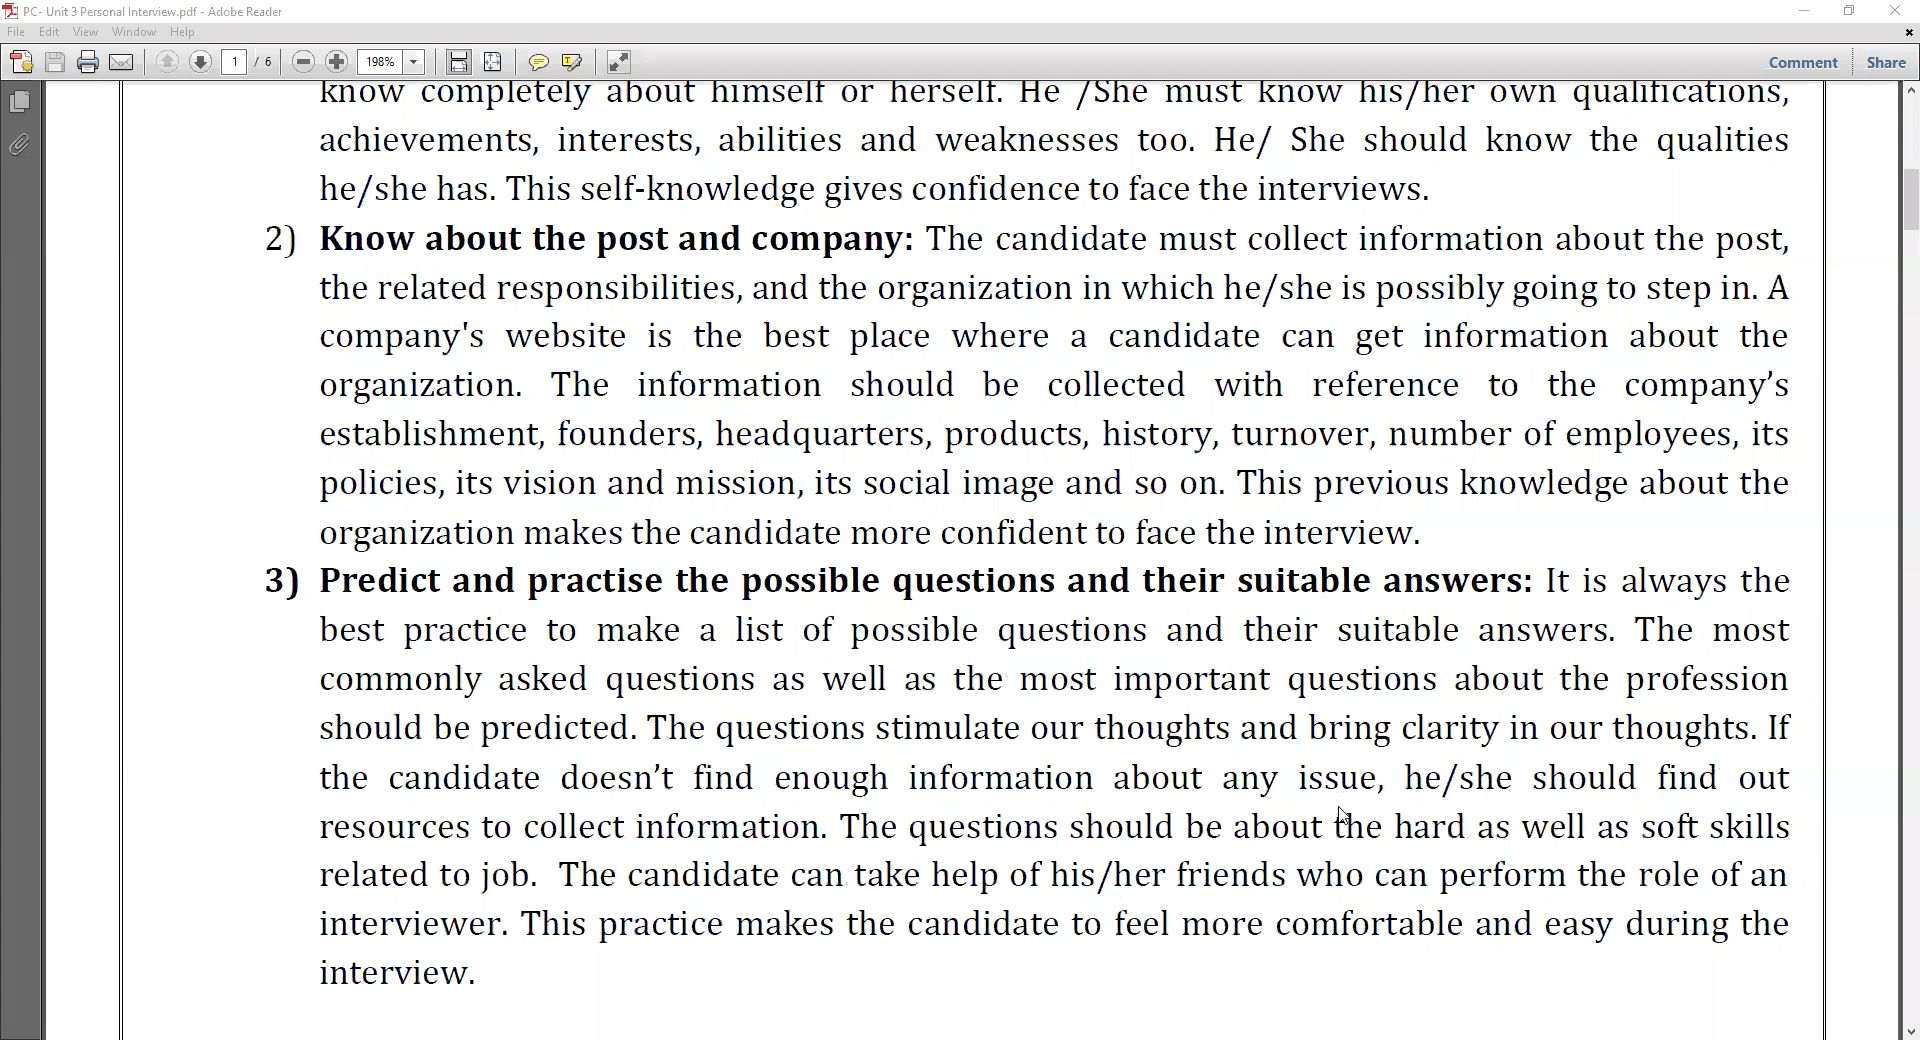 PC- Unit 3 Personal Interview.pdf - Adobe Reader
File Edit View Window Help
1 / 6 198% Comment Share
know completely about himself or herself. He /She must know his/her own qualifications,
achievements, interests, abilities and weaknesses too. He/ She should know the qualities
he/she has. This self-knowledge gives confidence to face the interviews.
2) Know about the post and company: The candidate must collect information about the post,
the related responsibilities, and the organization in which he/she is possibly going to step in. A
company's website is the best place where a candidate can get information about the
organization. The information should be collected with reference to the company’s
establishment, founders, headquarters, products, history, turnover, number of employees, its
policies, its vision and mission, its social image and so on. This previous knowledge about the
organization makes the candidate more confident to face the interview.
3) Predict and practise the possible questions and their suitable answers: It is always the
best practice to make a list of possible questions and their suitable answers. The most
commonly asked questions as well as the most important questions about the profession
should be predicted. The questions stimulate our thoughts and bring clarity in our thoughts. If
the candidate doesn’t find enough information about any issue, he/she should find out
resources to collect information. The questions should be about the hard as well as soft skills
related to job. The candidate can take help of his/her friends who can perform the role of an
interviewer. This practice makes the candidate to feel more comfortable and easy during the
interview.